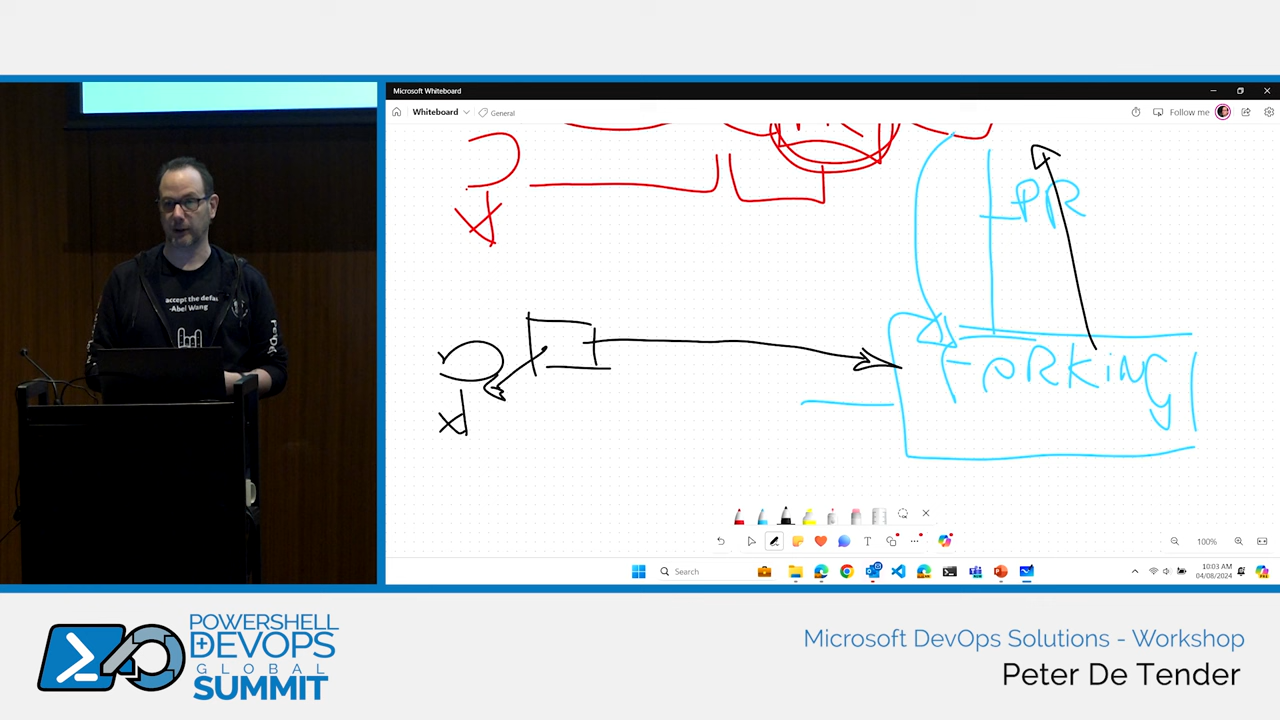 Microsoft Whiteboard
Whiteboard
General
Follow me
PR
FORKING
accept the defau
-Abel Wang
100%
Search
10:03 AM
04/08/2024
POWERSHELL
DEVOPS
GLOBAL
SUMMIT
Microsoft DevOps Solutions - Workshop
Peter De Tender